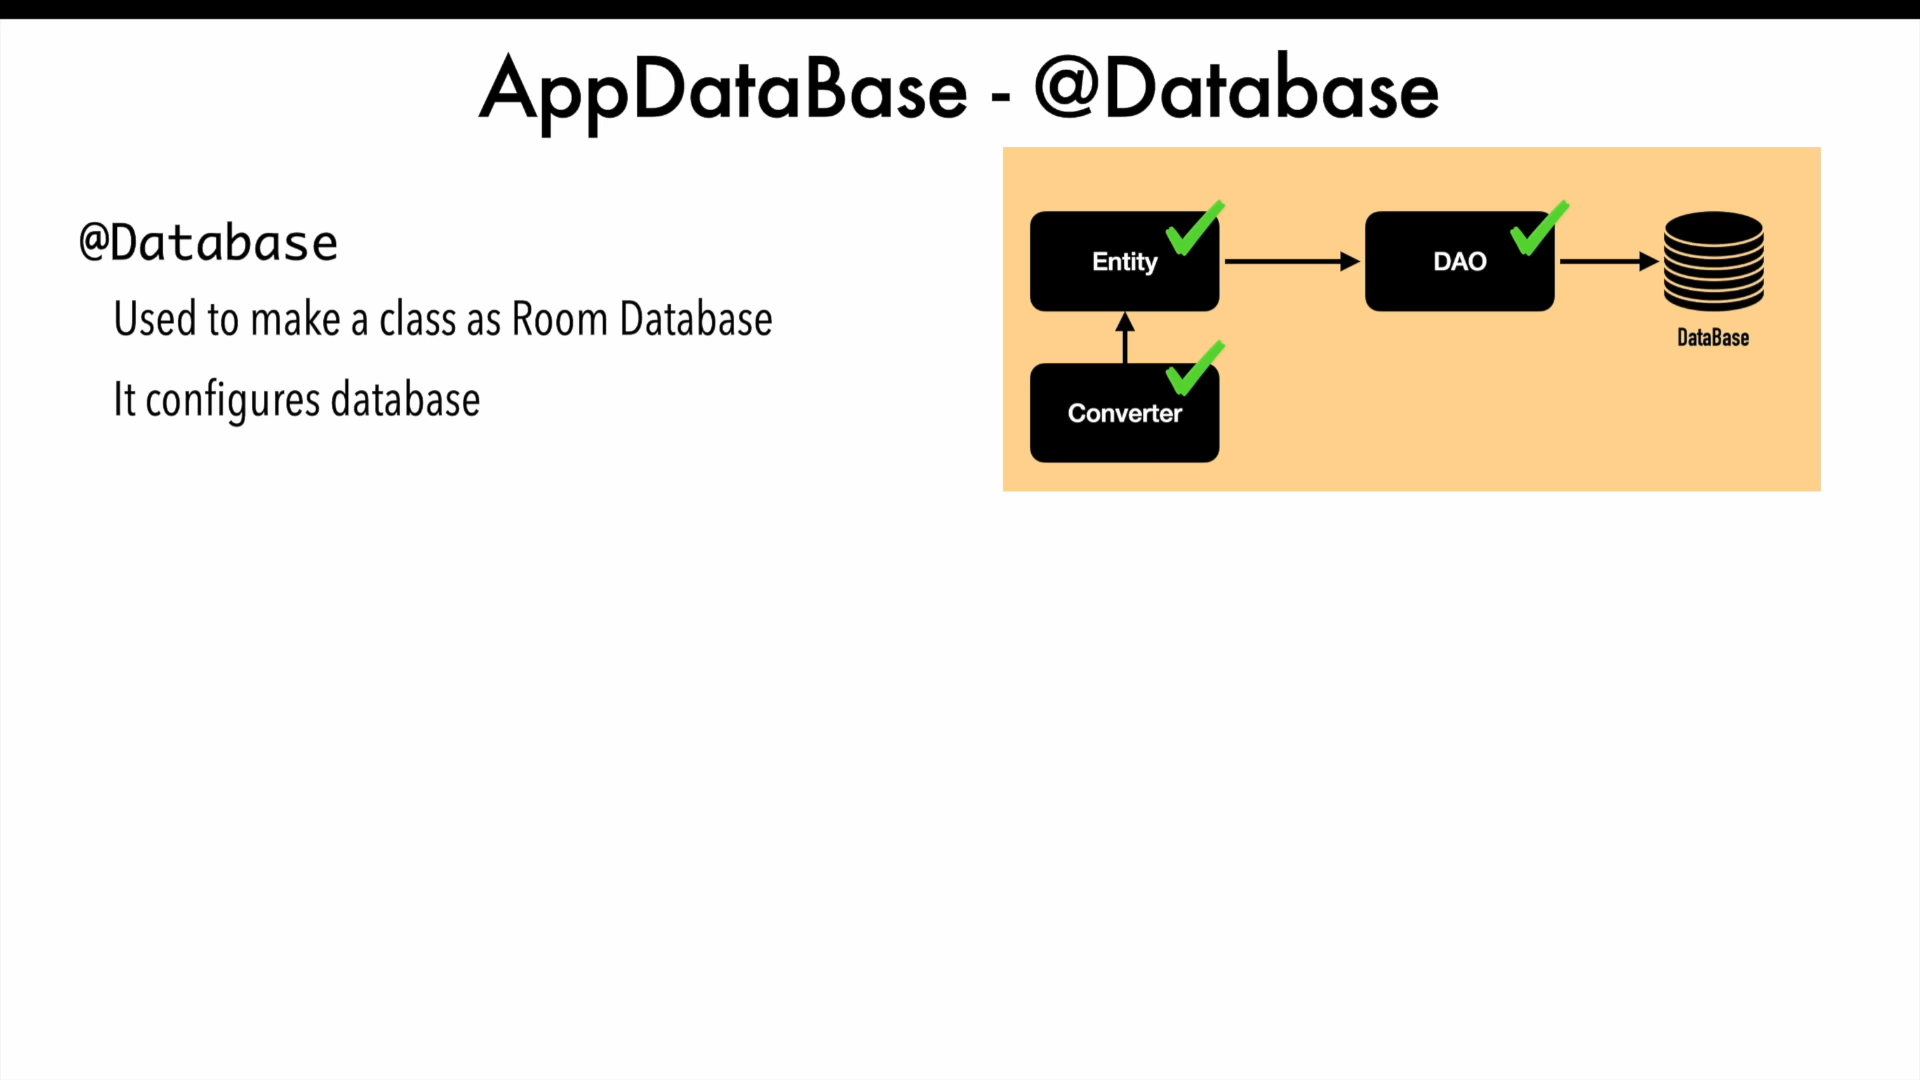 AppDataBase - @Database
@Database
Used to make a class as Room Database
It configures database
Entity
DAO
DataBase
Converter